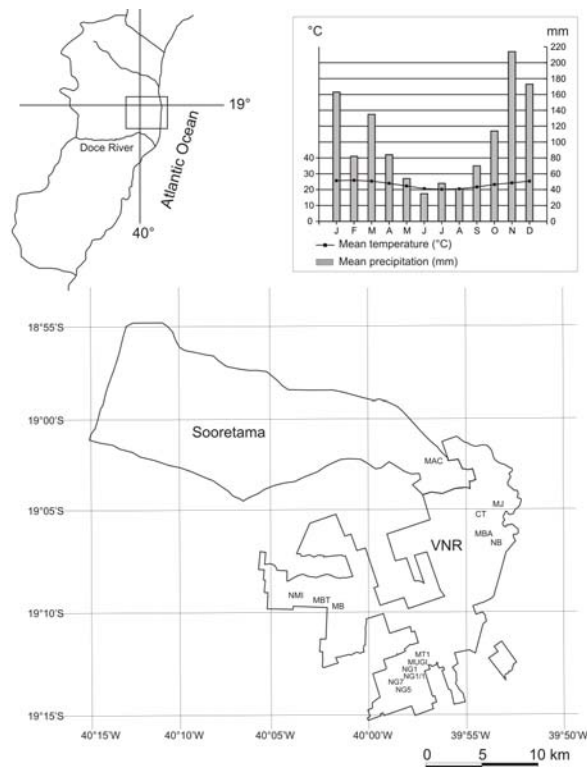 19°
Doce River
Atlantic Ocean
40°
°C mm
220
200
180
160
140
120
100
40 80
30 60
20 40
10 20
0 0
J F M A M J J A S O N D
Mean temperature (°C)
Mean precipitation (mm)
18°55'S
19°00'S
Sooretama
MAC
19°05'S
MJ
CT
MBA
VNR
NB
19°10'S
NMI
MBT
MB
MT1
MUGI
NG1
NG1/1
NG7
NG5
19°15'S
40°15'W 40°10'W 40°05'W 40°00'W 39°55'W 39°50'W
0 5 10 km